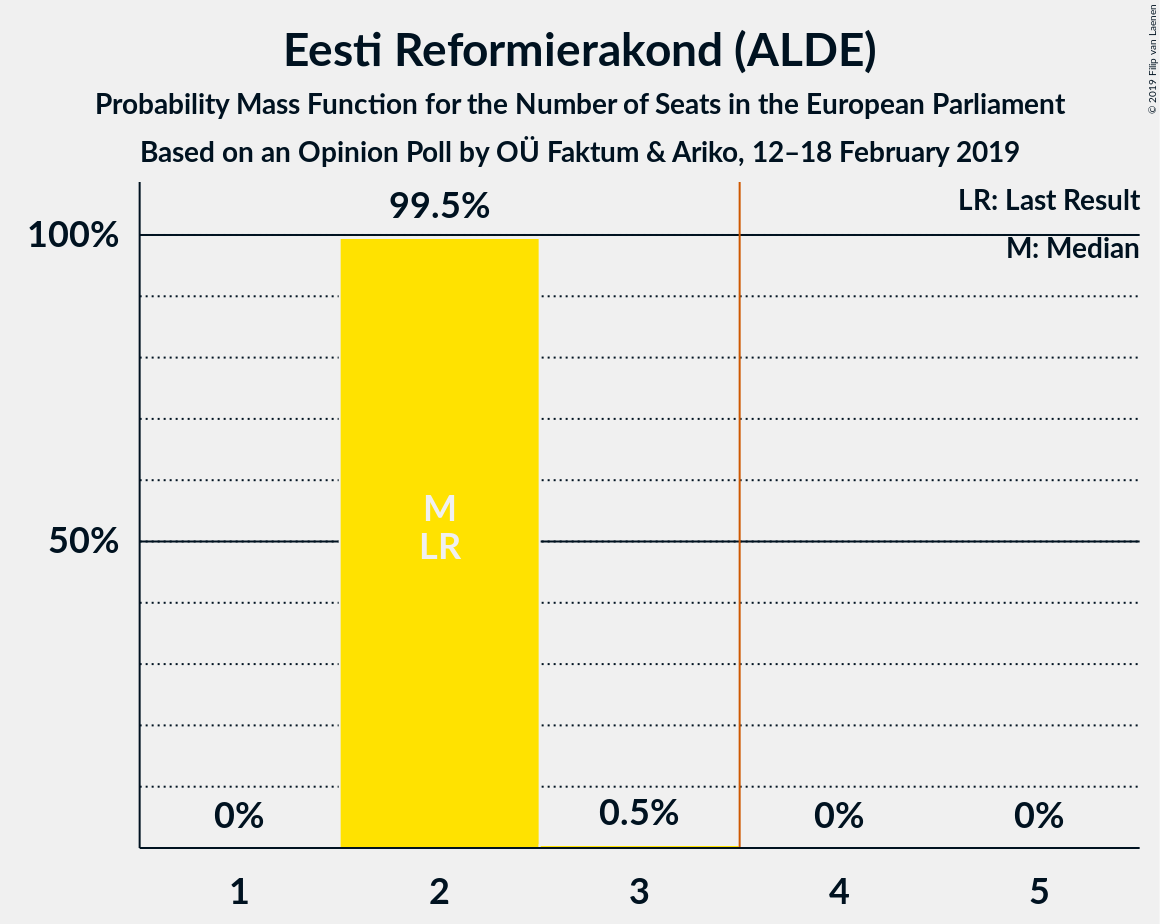 Eesti Reformierakond (ALDE)
Probability Mass Function for the Number of Seats in the European Parliament
Based on an Opinion Poll by OÜ Faktum & Ariko, 12–18 February 2019
© 2019 Filip van Laenen
LR: Last Result
M: Median
100%
50%
99.5%
M
LR
0%
0.5%
0%
0%
1
2
3
4
5